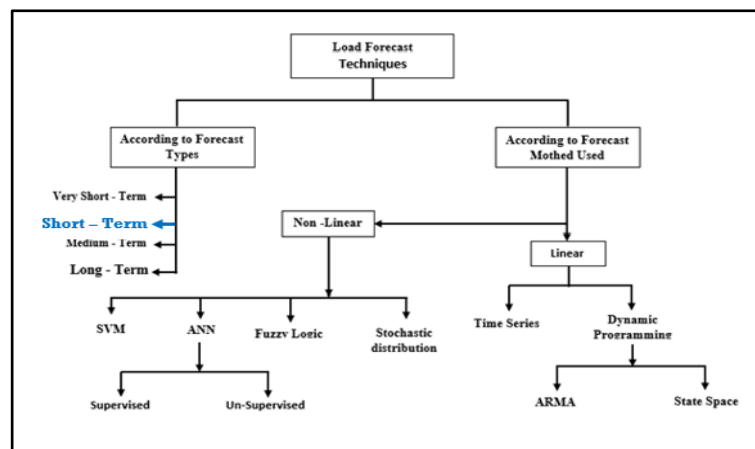 Load Forecast
Techniques
According to Forecast
Types
According to Forecast
Mothed Used
Very Short - Term
Short – Term
Medium - Term
Long - Term
Non -Linear
Linear
SVM
ANN
Fuzzy Logic
Stochastic
distribution
Time Series
Dynamic
Programming
Supervised
Un-Supervised
ARMA
State Space